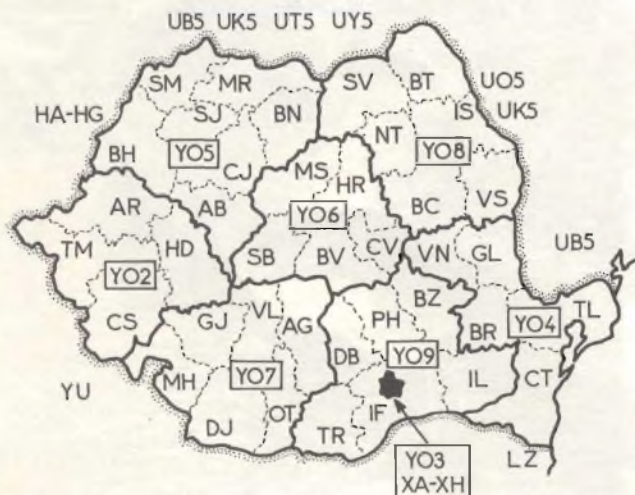 UB5 UK5 UT5 UY5
SM MR SV BT UO5
HA-HG SJ BN IS UK5
YO5 NT YO8
BH CJ MS HR
AR AB YO6 BC VS
TM HD SB BV CV VN GL UB5
YO2
CS GJ VL AG PH BZ BR YO4 TL
YU MH YO7 DB YO9 IL CT
DJ OT TR IF
YO3 LZ
XA-XH